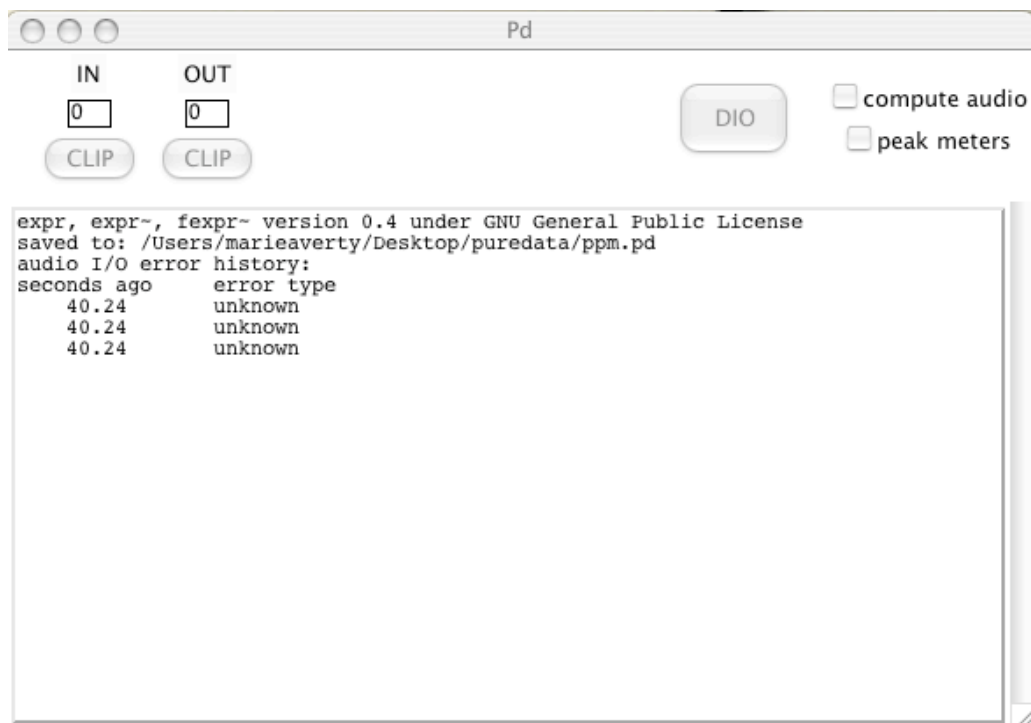 Pd
IN OUT
0 0
CLIP CLIP
DIO
compute audio
peak meters
expr, expr~, fexpr~ version 0.4 under GNU General Public License
saved to: /Users/marieaverty/Desktop/puredata/ppm.pd
audio I/O error history:
seconds ago error type
40.24 unknown
40.24 unknown
40.24 unknown